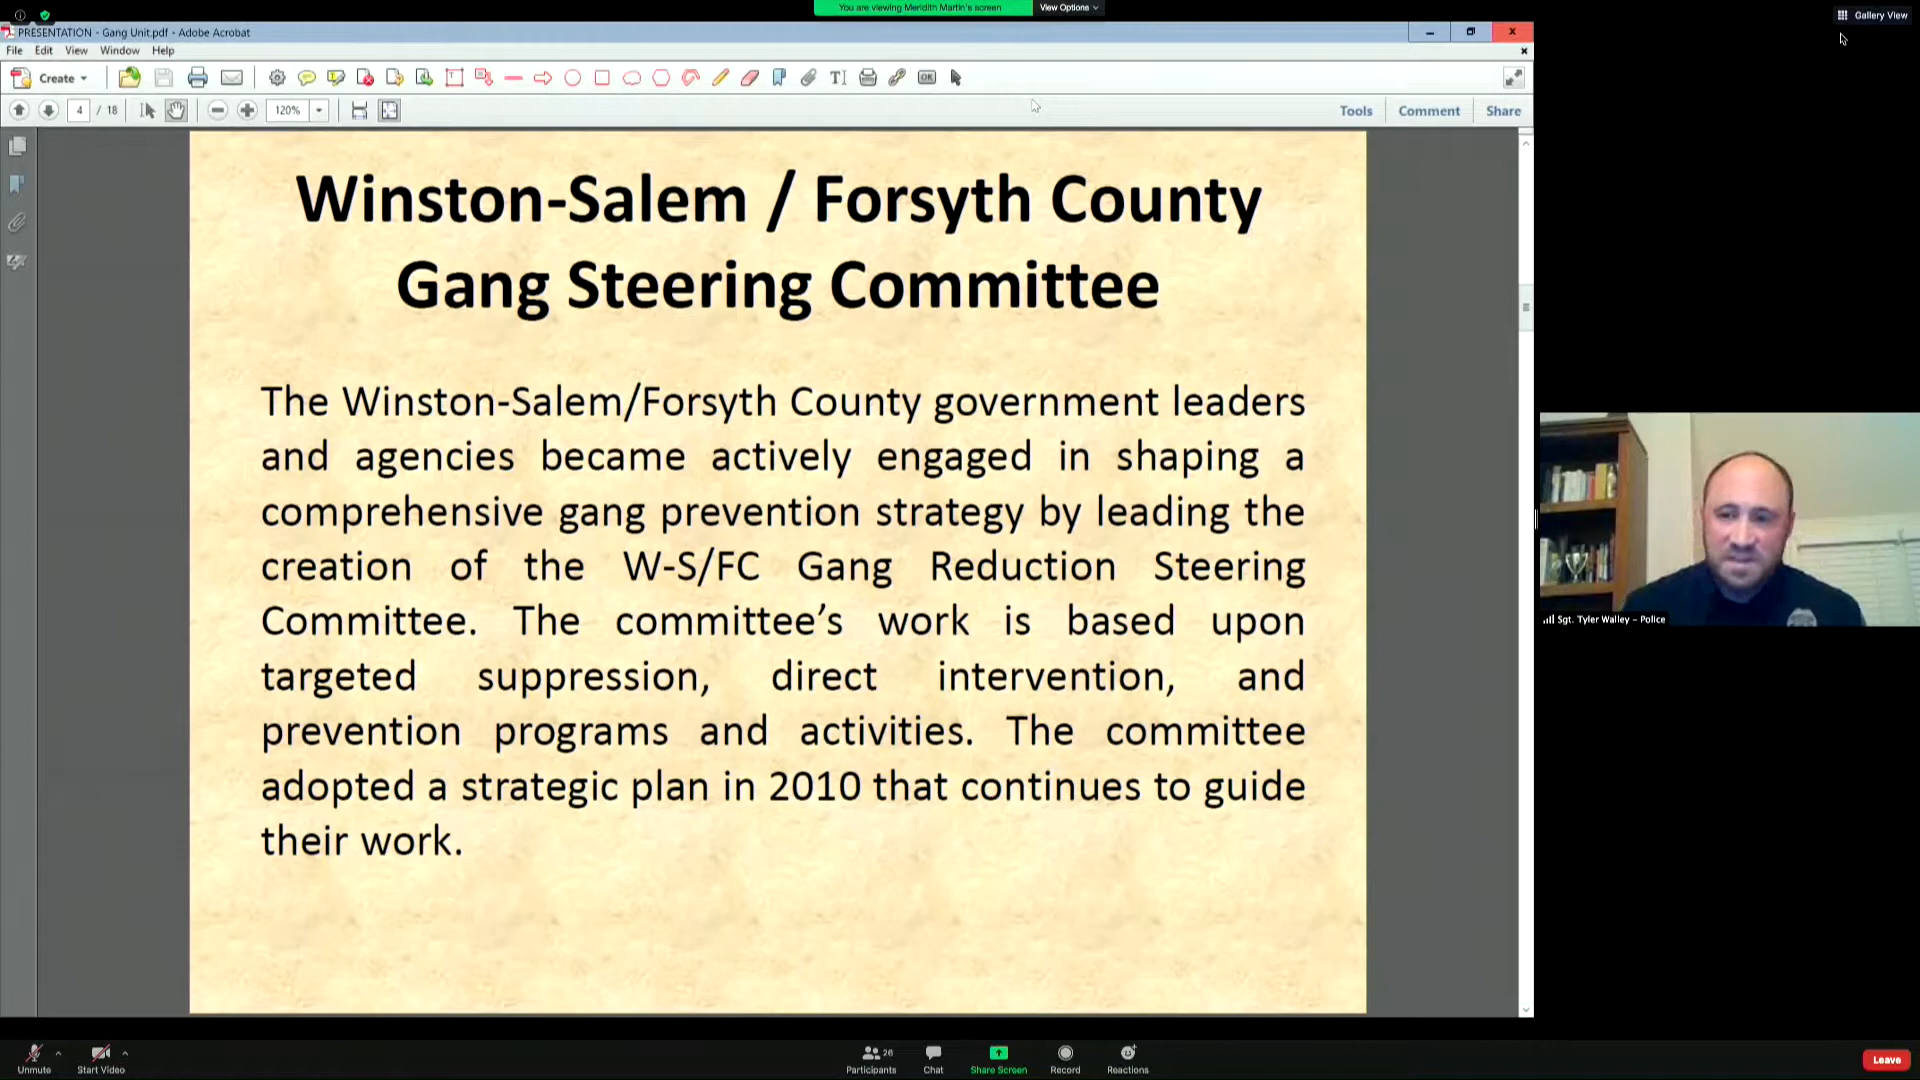 You are viewing Meridith Martin's screen
View Options
Gallery View
PRESENTATION - Gang Unit.pdf - Adobe Acrobat
File Edit View Window Help
Create
OK
4 / 18
120%
Tools Comment Share
Winston-Salem / Forsyth County
Gang Steering Committee
The Winston-Salem/Forsyth County government leaders
and agencies became actively engaged in shaping a
comprehensive gang prevention strategy by leading the
creation of the W-S/FC Gang Reduction Steering
Committee. The committee’s work is based upon
targeted suppression, direct intervention, and
prevention programs and activities. The committee
adopted a strategic plan in 2010 that continues to guide
their work.
Sgt. Tyler Walley - Police
Unmute
Start Video
26
Participants
Chat
Share Screen
Record
Reactions
Leave